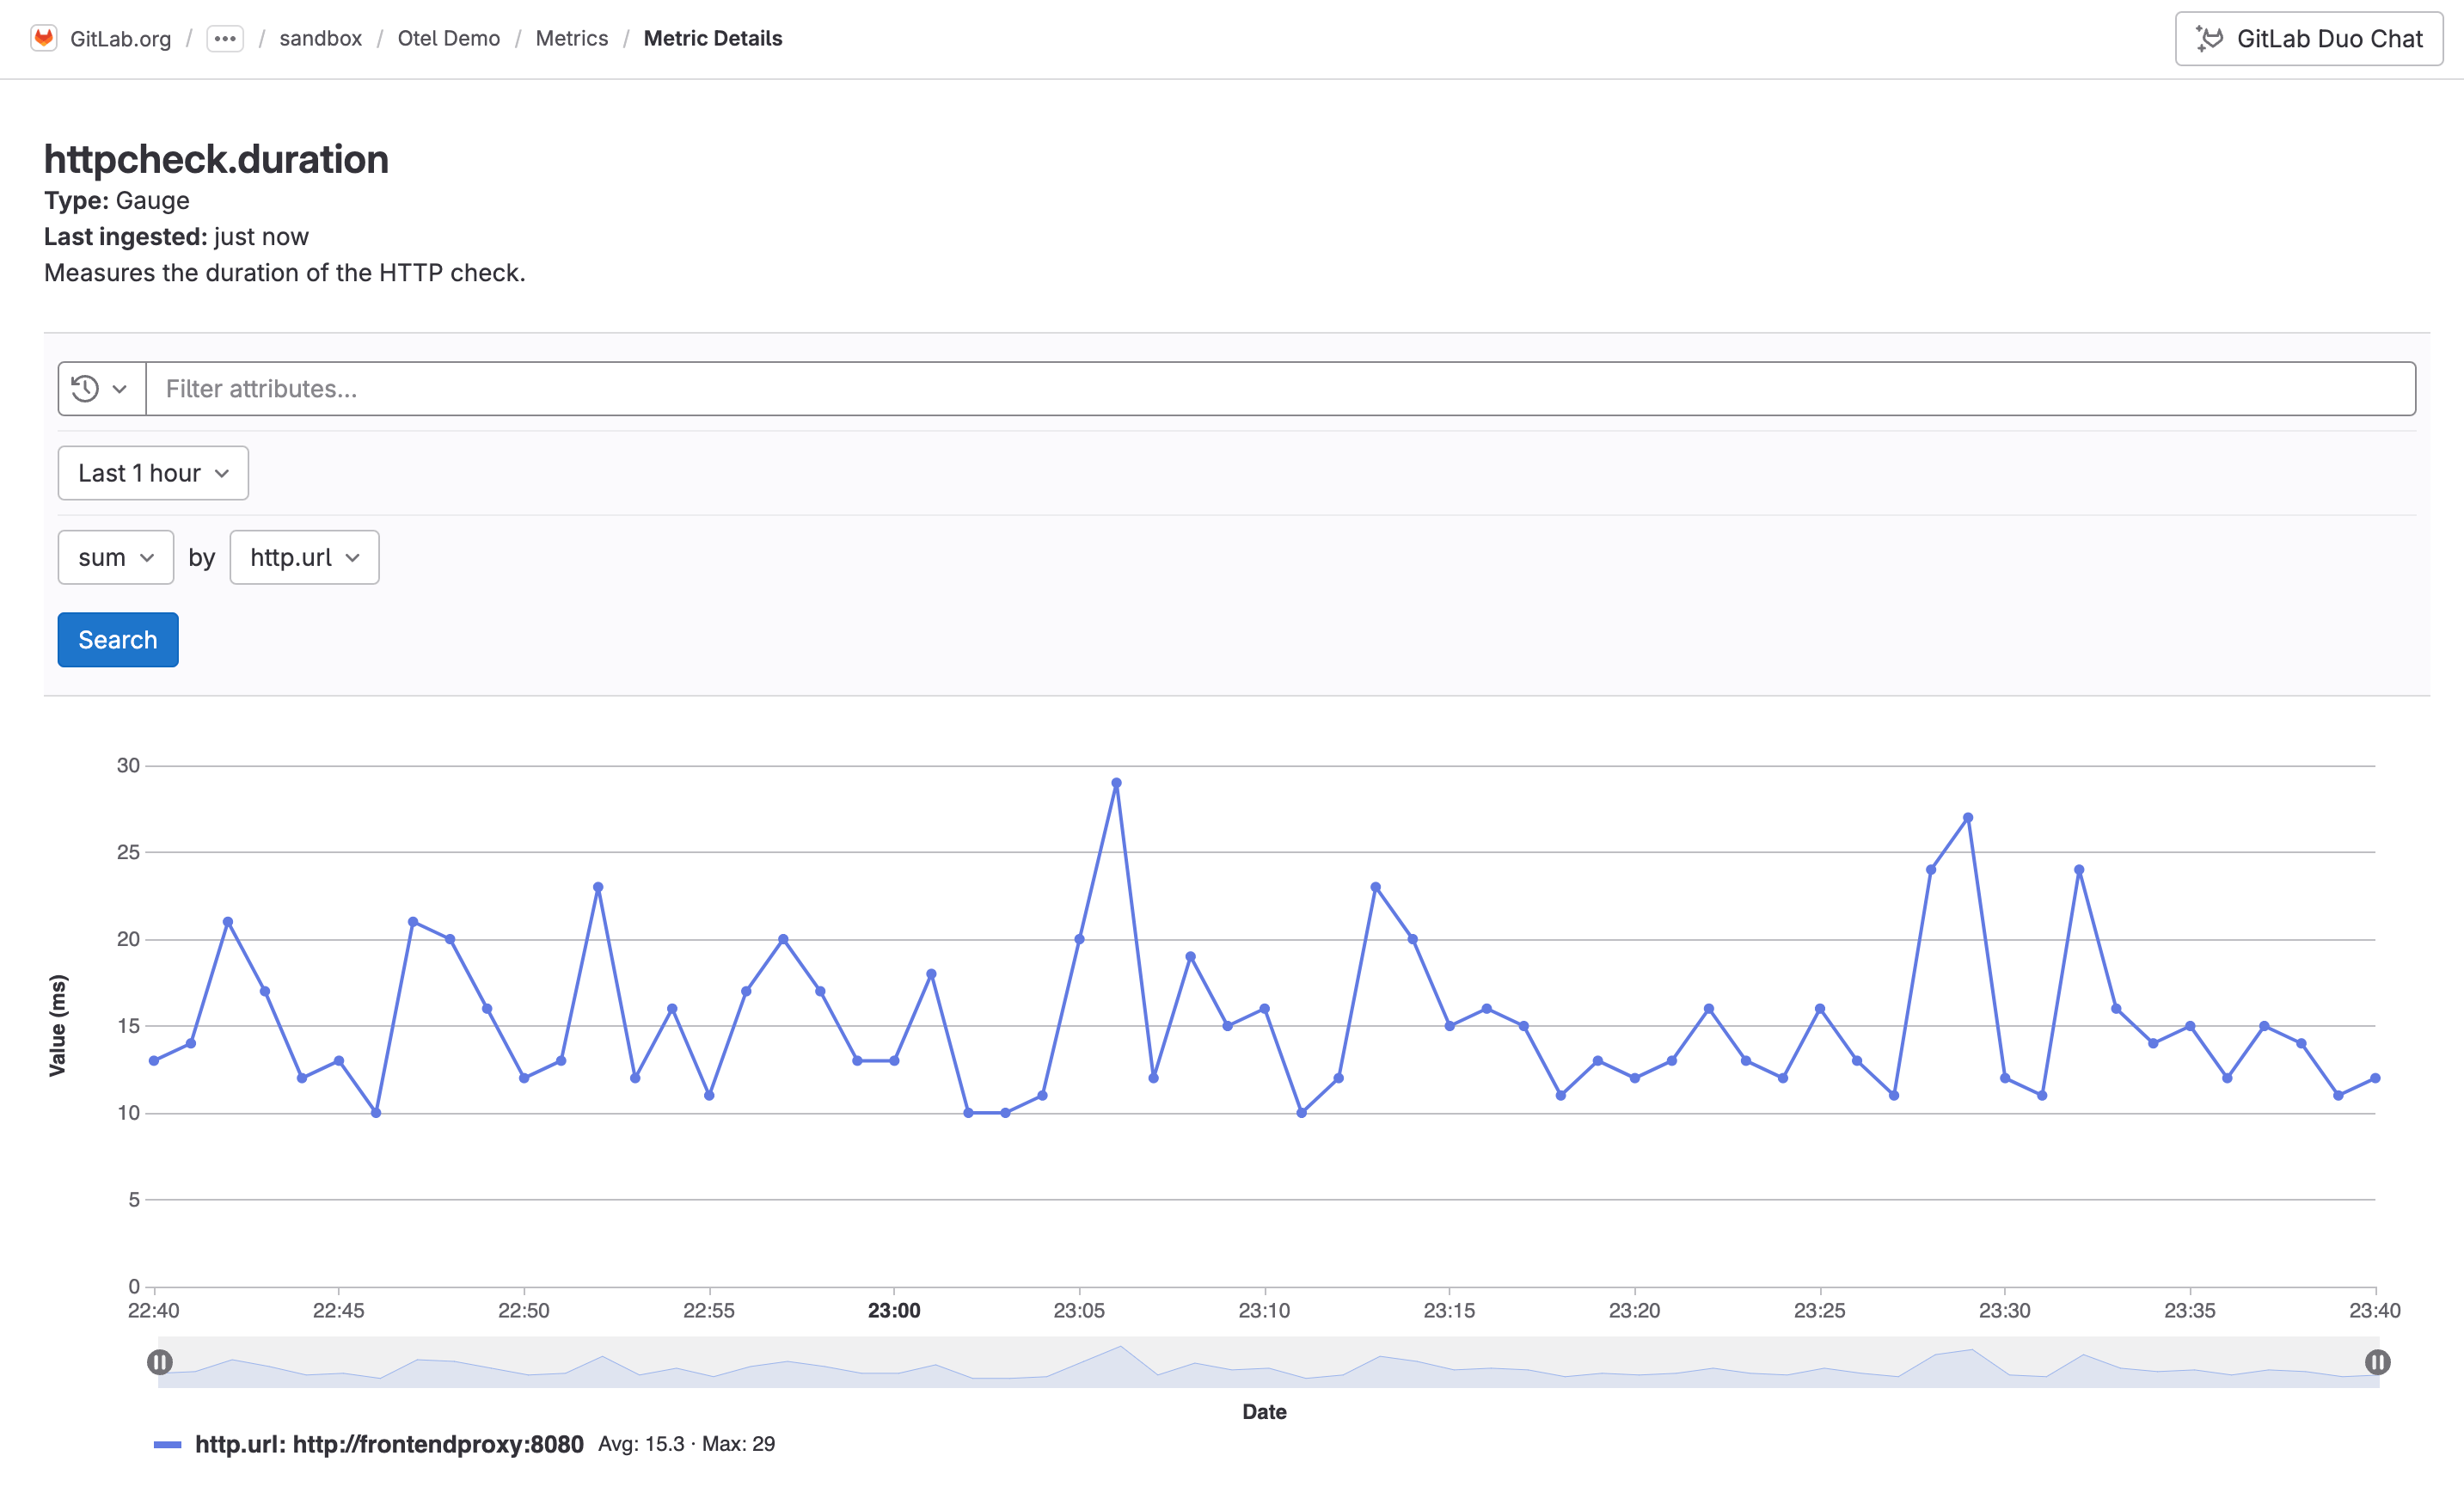 GitLab.org / ••• / sandbox / Otel Demo / Metrics / Metric Details
GitLab Duo Chat
httpcheck.duration
Type: Gauge
Last ingested: just now
Measures the duration of the HTTP check.
Filter attributes...
Last 1 hour
sum by http.url
Search
30
25
20
15
10
5
0
Value (ms)
22:40 22:45 22:50 22:55 23:00 23:05 23:10 23:15 23:20 23:25 23:30 23:35 23:40
Date
http.url: http://frontendproxy:8080 Avg: 15.3 · Max: 29